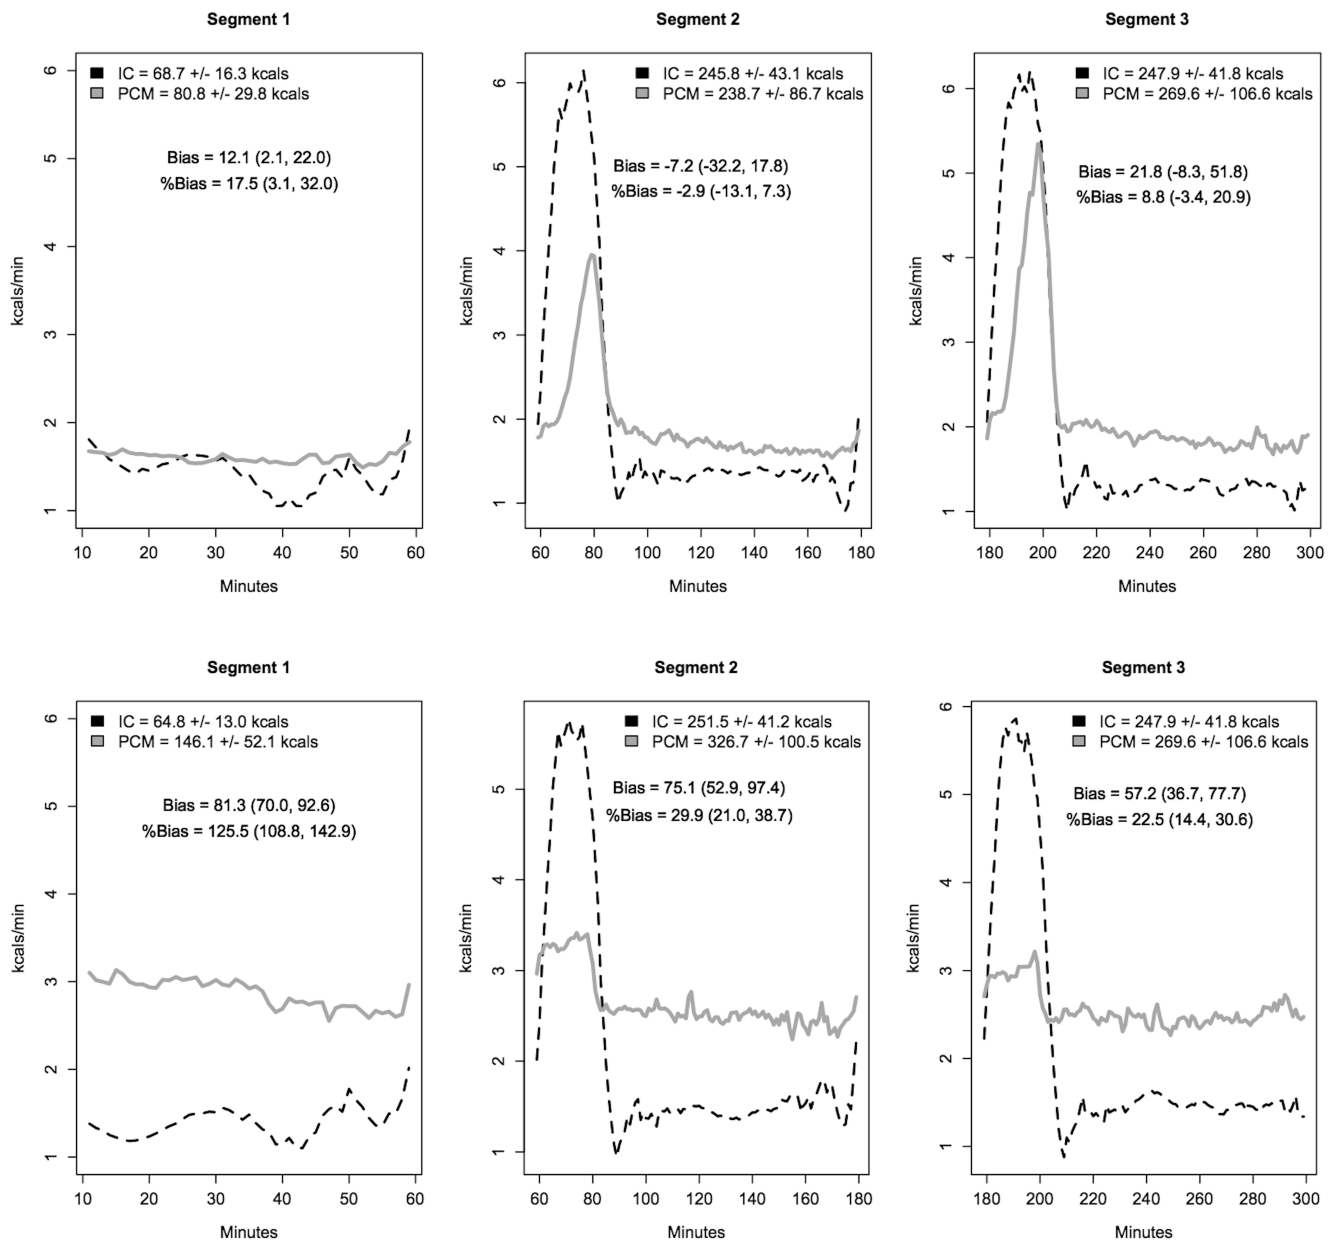 Segment 1
IC = 68.7 +/- 16.3 kcals
PCM = 80.8 +/- 29.8 kcals
Bias = 12.1 (2.1, 22.0)
%Bias = 17.5 (3.1, 32.0)
6
5
4
3
2
1
kcals/min
10 20 30 40 50 60
Minutes
Segment 2
IC = 245.8 +/- 43.1 kcals
PCM = 238.7 +/- 86.7 kcals
Bias = -7.2 (-32.2, 17.8)
%Bias = -2.9 (-13.1, 7.3)
6
5
4
3
2
1
kcals/min
60 80 100 120 140 160 180
Minutes
Segment 3
IC = 247.9 +/- 41.8 kcals
PCM = 269.6 +/- 106.6 kcals
Bias = 21.8 (-8.3, 51.8)
%Bias = 8.8 (-3.4, 20.9)
6
5
4
3
2
1
kcals/min
180 200 220 240 260 280 300
Minutes
Segment 1
IC = 64.8 +/- 13.0 kcals
PCM = 146.1 +/- 52.1 kcals
Bias = 81.3 (70.0, 92.6)
%Bias = 125.5 (108.8, 142.9)
6
5
4
3
2
1
kcals/min
10 20 30 40 50 60
Minutes
Segment 2
IC = 251.5 +/- 41.2 kcals
PCM = 326.7 +/- 100.5 kcals
Bias = 75.1 (52.9, 97.4)
%Bias = 29.9 (21.0, 38.7)
5
4
3
2
1
kcals/min
60 80 100 120 140 160 180
Minutes
Segment 3
IC = 247.9 +/- 41.8 kcals
PCM = 269.6 +/- 106.6 kcals
Bias = 57.2 (36.7, 77.7)
%Bias = 22.5 (14.4, 30.6)
6
5
4
3
2
1
kcals/min
180 200 220 240 260 280 300
Minutes